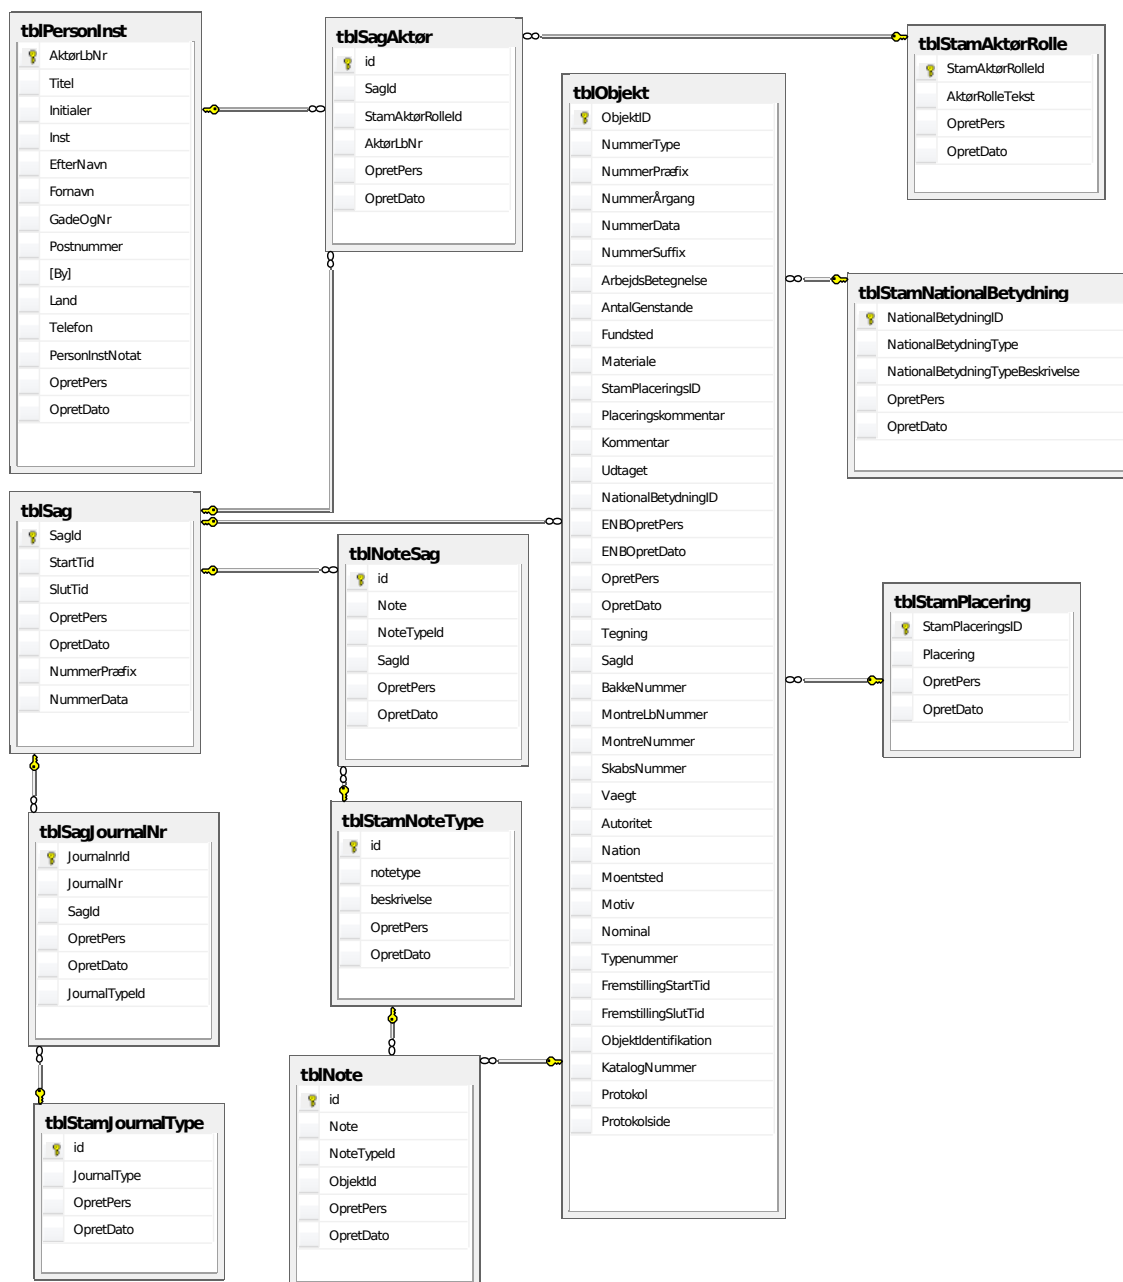 tblPersonInst
AktørLbNr
Titel
Initialer
Inst
EfterNavn
Fornavn
GadeOgNr
Postnummer
[By]
Land
Telefon
PersonInstNotat
OpretPers
OpretDato
tblSagAktør
id
SagId
StamAktørRolleId
AktørLbNr
OpretPers
OpretDato
tblStamAktørRolle
StamAktørRolleId
AktørRolleTekst
OpretPers
OpretDato
tblObjekt
ObjektID
NummerType
NummerPræfix
NummerÅrgang
NummerData
NummerSuffix
ArbejdsBetegnelse
AntalGenstande
Fundsted
Materiale
StamPlaceringsID
Placeringskommentar
Kommentar
Udtaget
NationalBetydningID
ENBOpretPers
ENBOpretDato
OpretPers
OpretDato
Tegning
SagId
BakkeNummer
MontreLbNummer
MontreNummer
SkabsNummer
Vaegt
Autoritet
Nation
Moentsted
Motiv
Nominal
Typenummer
FremstillingStartTid
FremstillingSlutTid
ObjektIdentifikation
KatalogNummer
Protokol
Protokolside
tblStamNationalBetydning
NationalBetydningID
NationalBetydningType
NationalBetydningTypeBeskrivelse
OpretPers
OpretDato
tblSag
SagId
StartTid
SlutTid
OpretPers
OpretDato
NummerPræfix
NummerData
tblNoteSag
id
Note
NoteTypeId
SagId
OpretPers
OpretDato
tblStamPlacering
StamPlaceringsID
Placering
OpretPers
OpretDato
tblSagJournalNr
JournalnrId
JournalNr
SagId
OpretPers
OpretDato
JournalTypeId
tblStamNoteType
id
notetype
beskrivelse
OpretPers
OpretDato
tblStamJournalType
id
JournalType
OpretPers
OpretDato
tblNote
id
Note
NoteTypeId
ObjektId
OpretPers
OpretDato